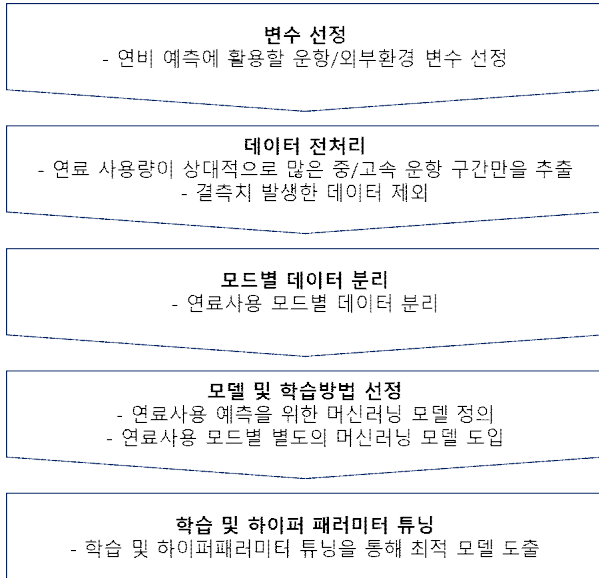 변수 선정
- 연비 예측에 활용할 운항/외부환경 변수 선정
데이터 전처리
- 연료 사용량이 상대적으로 많은 중/고속 운항 구간만을 추출
- 결측치 발생한 데이터 제외
모드별 데이터 분리
- 연료사용 모드별 데이터 분리
모델 및 학습방법 선정
- 연료사용 예측을 위한 머신러닝 모델 정의
- 연료사용 모드별 별도의 머신러닝 모델 도입
학습 및 하이퍼 패러미터 튜닝
- 학습 및 하이퍼패러미터 튜닝을 통해 최적 모델 도출